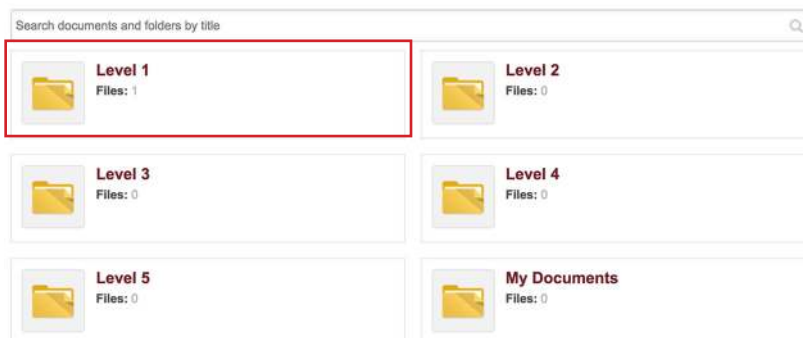 Search documents and folders by title
Level 1
Files: 1
Level 2
Files: 0
Level 3
Files: 0
Level 4
Files: 0
Level 5
Files: 0
My Documents
Files: 0